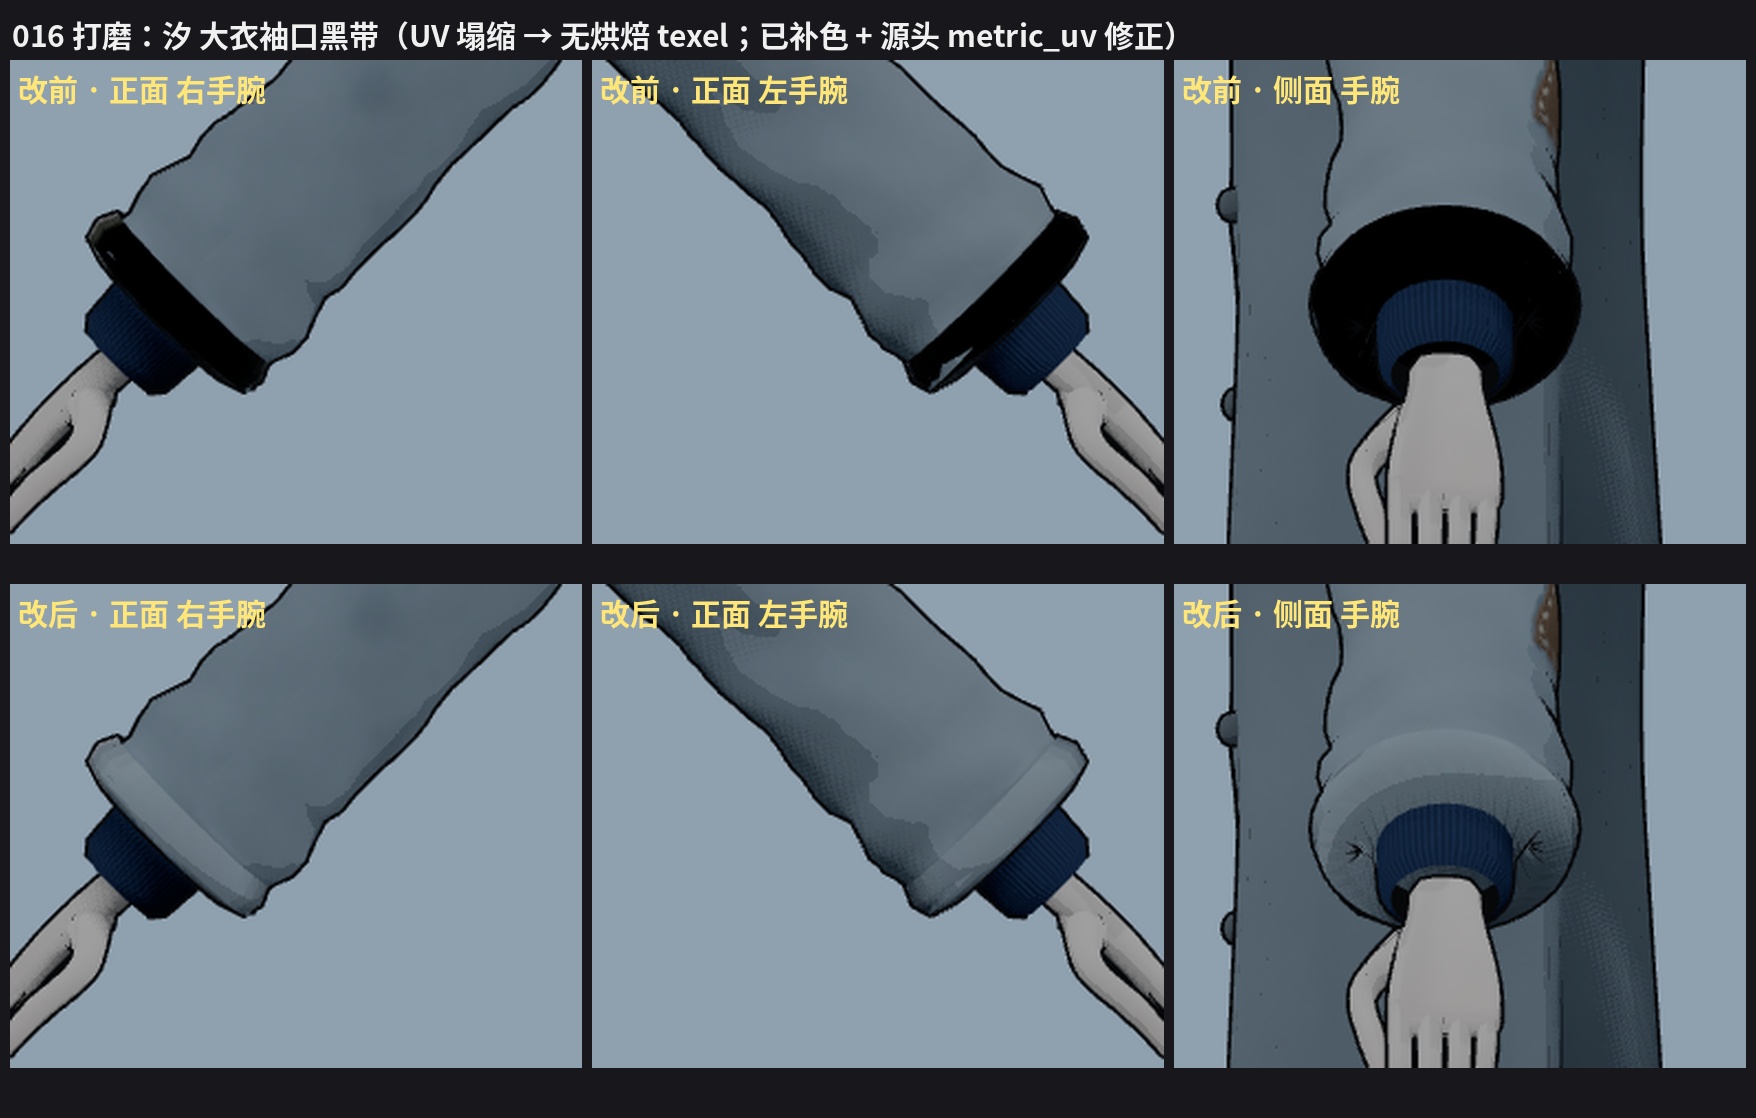 016 打磨：汐 大衣袖口黑带（UV 塌缩 → 无烘焙 texel；已补色 + 源头 metric_uv 修正）
改前 · 正面 右手腕
改前 · 正面 左手腕
改前 · 侧面 手腕
改后 · 正面 右手腕
改后 · 正面 左手腕
改后 · 侧面 手腕